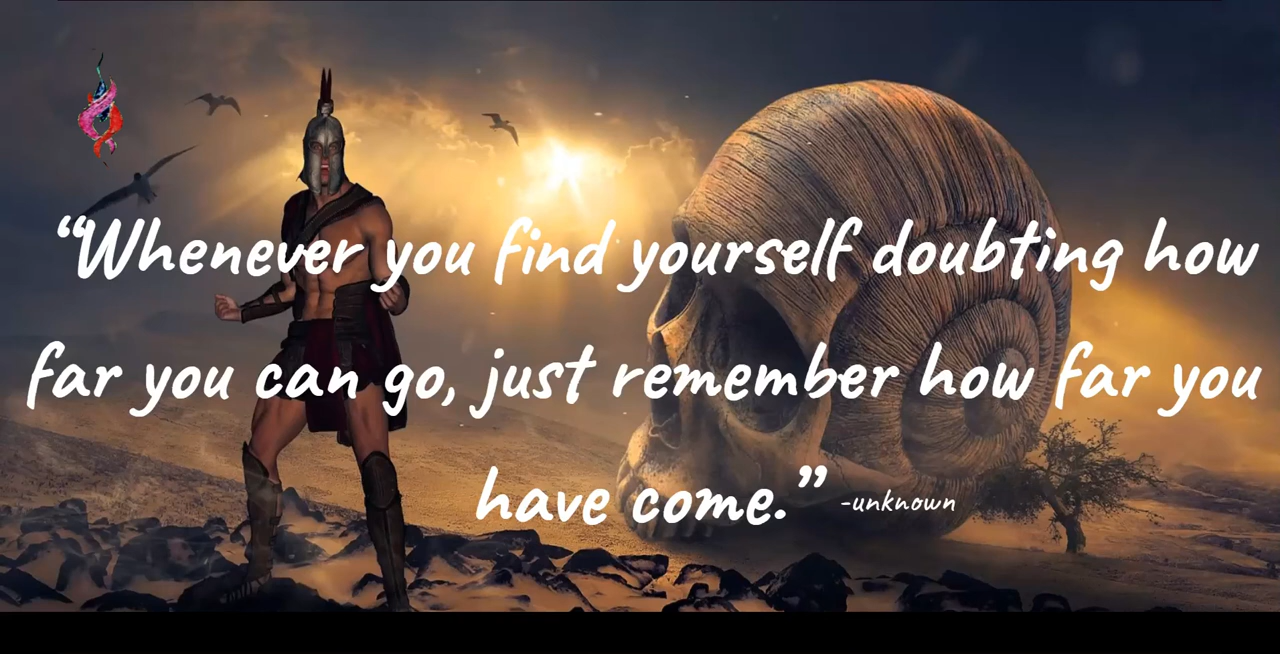 “Whenever you find yourself doubting how
far you can go, just remember how far you
have come.” -unknown